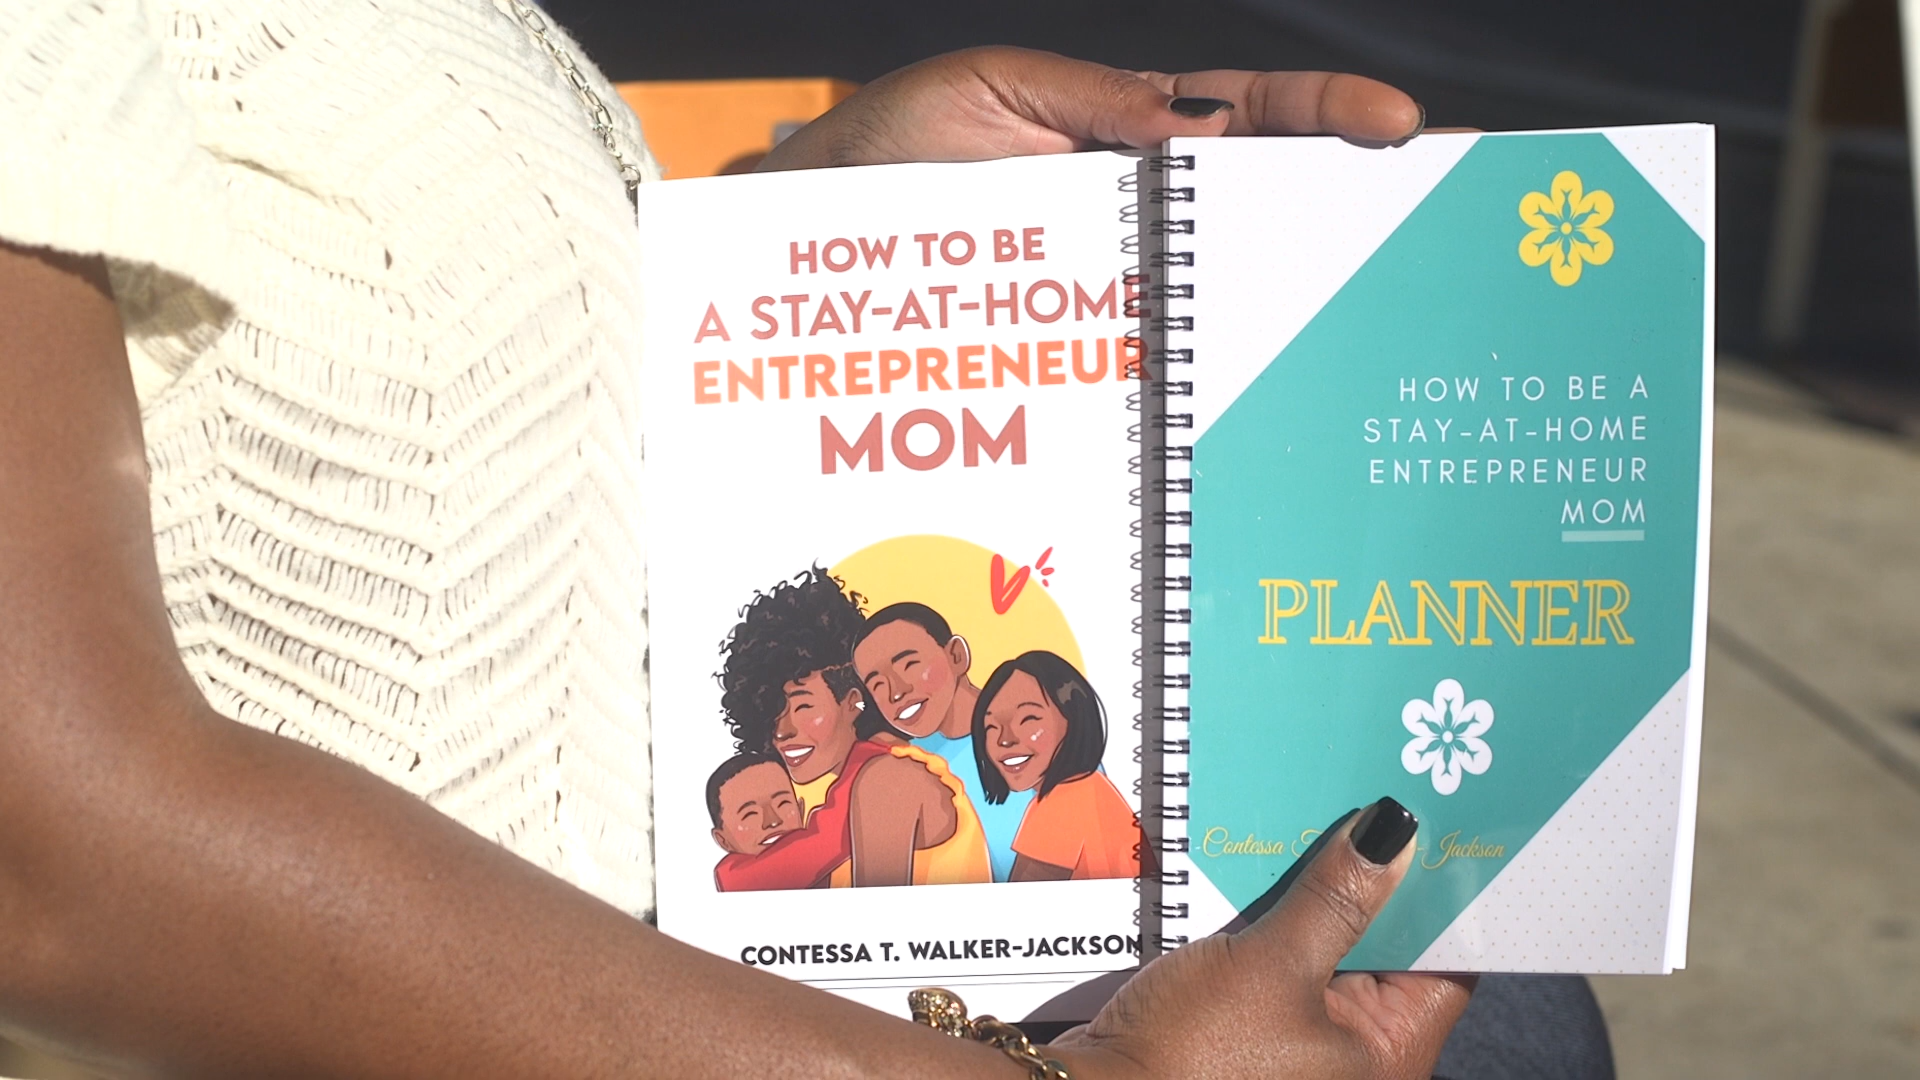 HOW TO BE
A STAY-AT-HOME
ENTREPRENEUR
MOM
CONTESSA T. WALKER-JACKSON
HOW TO BE A
STAY-AT-HOME
ENTREPRENEUR
MOM
PLANNER
-Contessa - Jackson